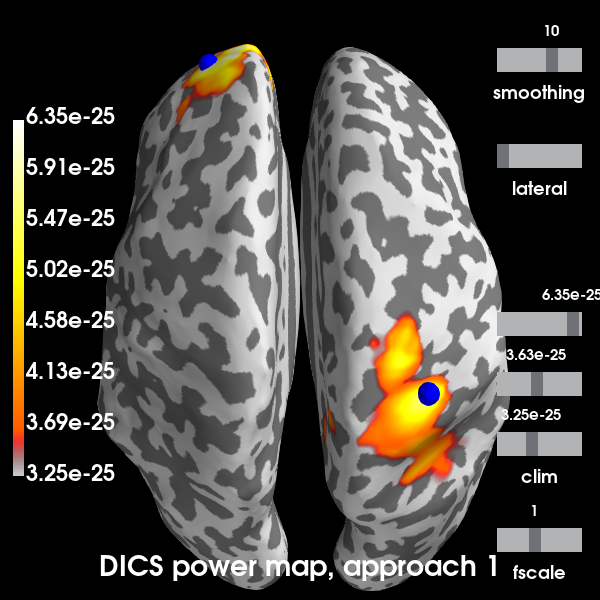 10
smoothing
6.35e-25
5.91e-25
lateral
5.47e-25
5.02e-25
6.35e-25
4.58e-25
3.63e-25
4.13e-25
3.25e-25
3.69e-25
3.25e-25
clim
1
DICS power map, approach 1
fscale